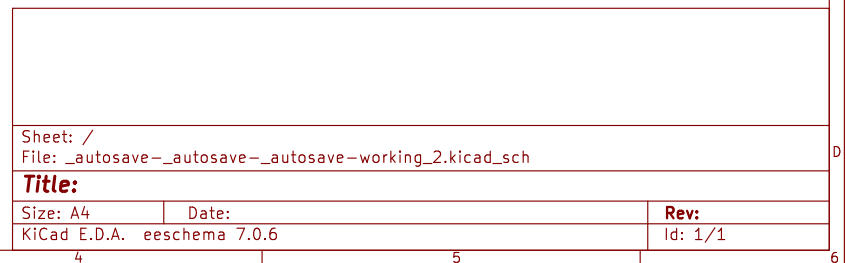 Sheet: /
File: _autosave-_autosave-_autosave-working_2.kicad_sch
D
Title:
Size: A4 Date: Rev:
KiCad E.D.A. eeschema 7.0.6 Id: 1/1
4 5 6